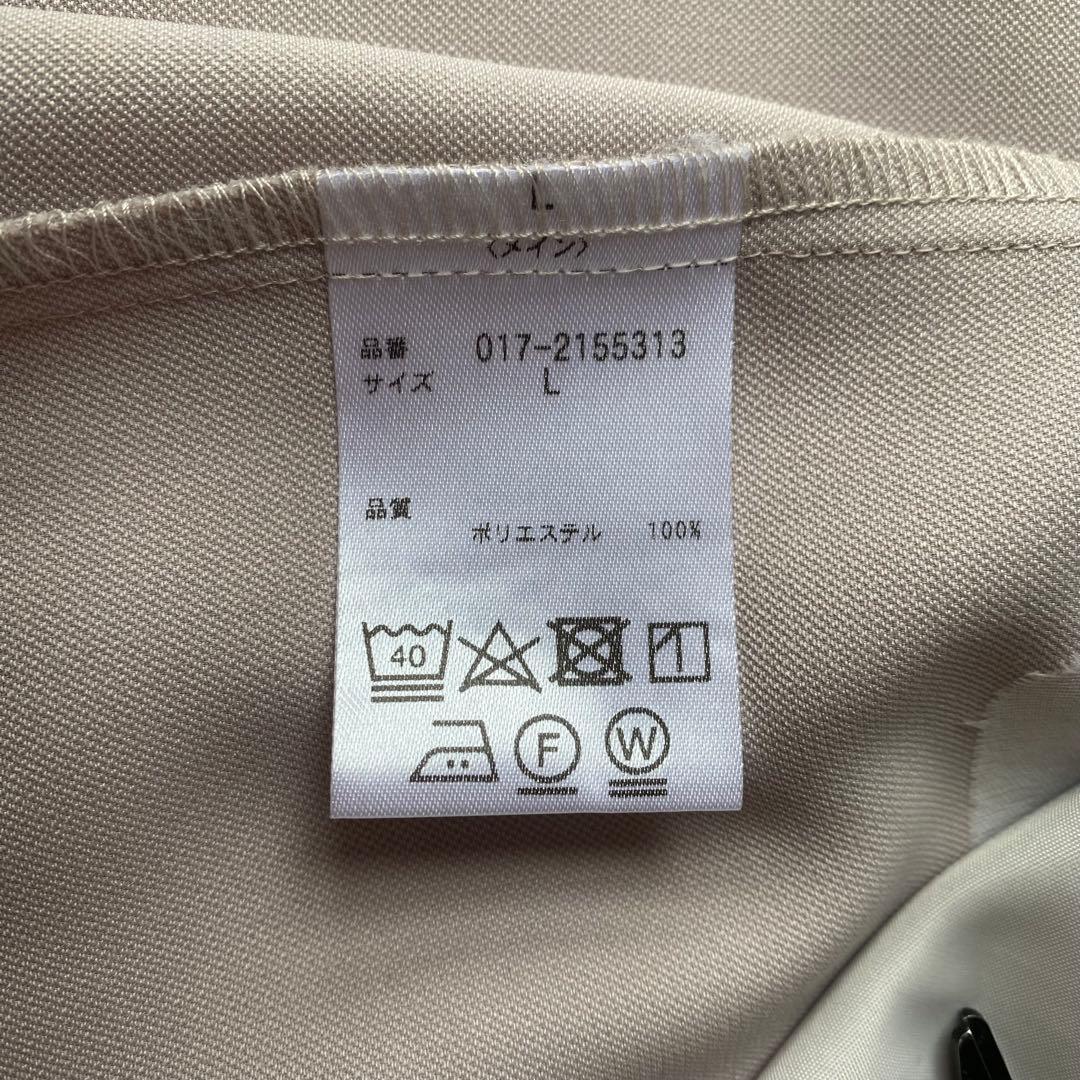 〈メイン〉
品番 017-2155313
サイズ L
品質
ポリエステル 100%
40
F W